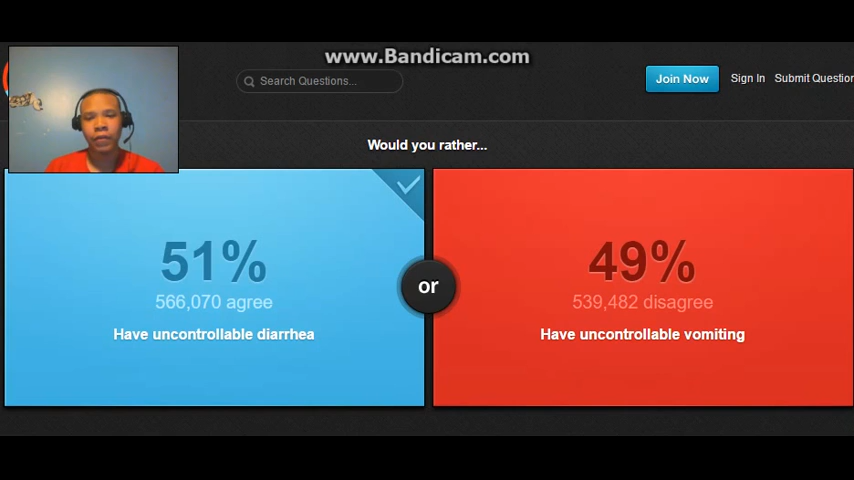 www.Bandicam.com
Search Questions...
Join Now
Sign In
Submit Question
Would you rather...
51%
566,070 agree
Have uncontrollable diarrhea
or
49%
539,482 disagree
Have uncontrollable vomiting